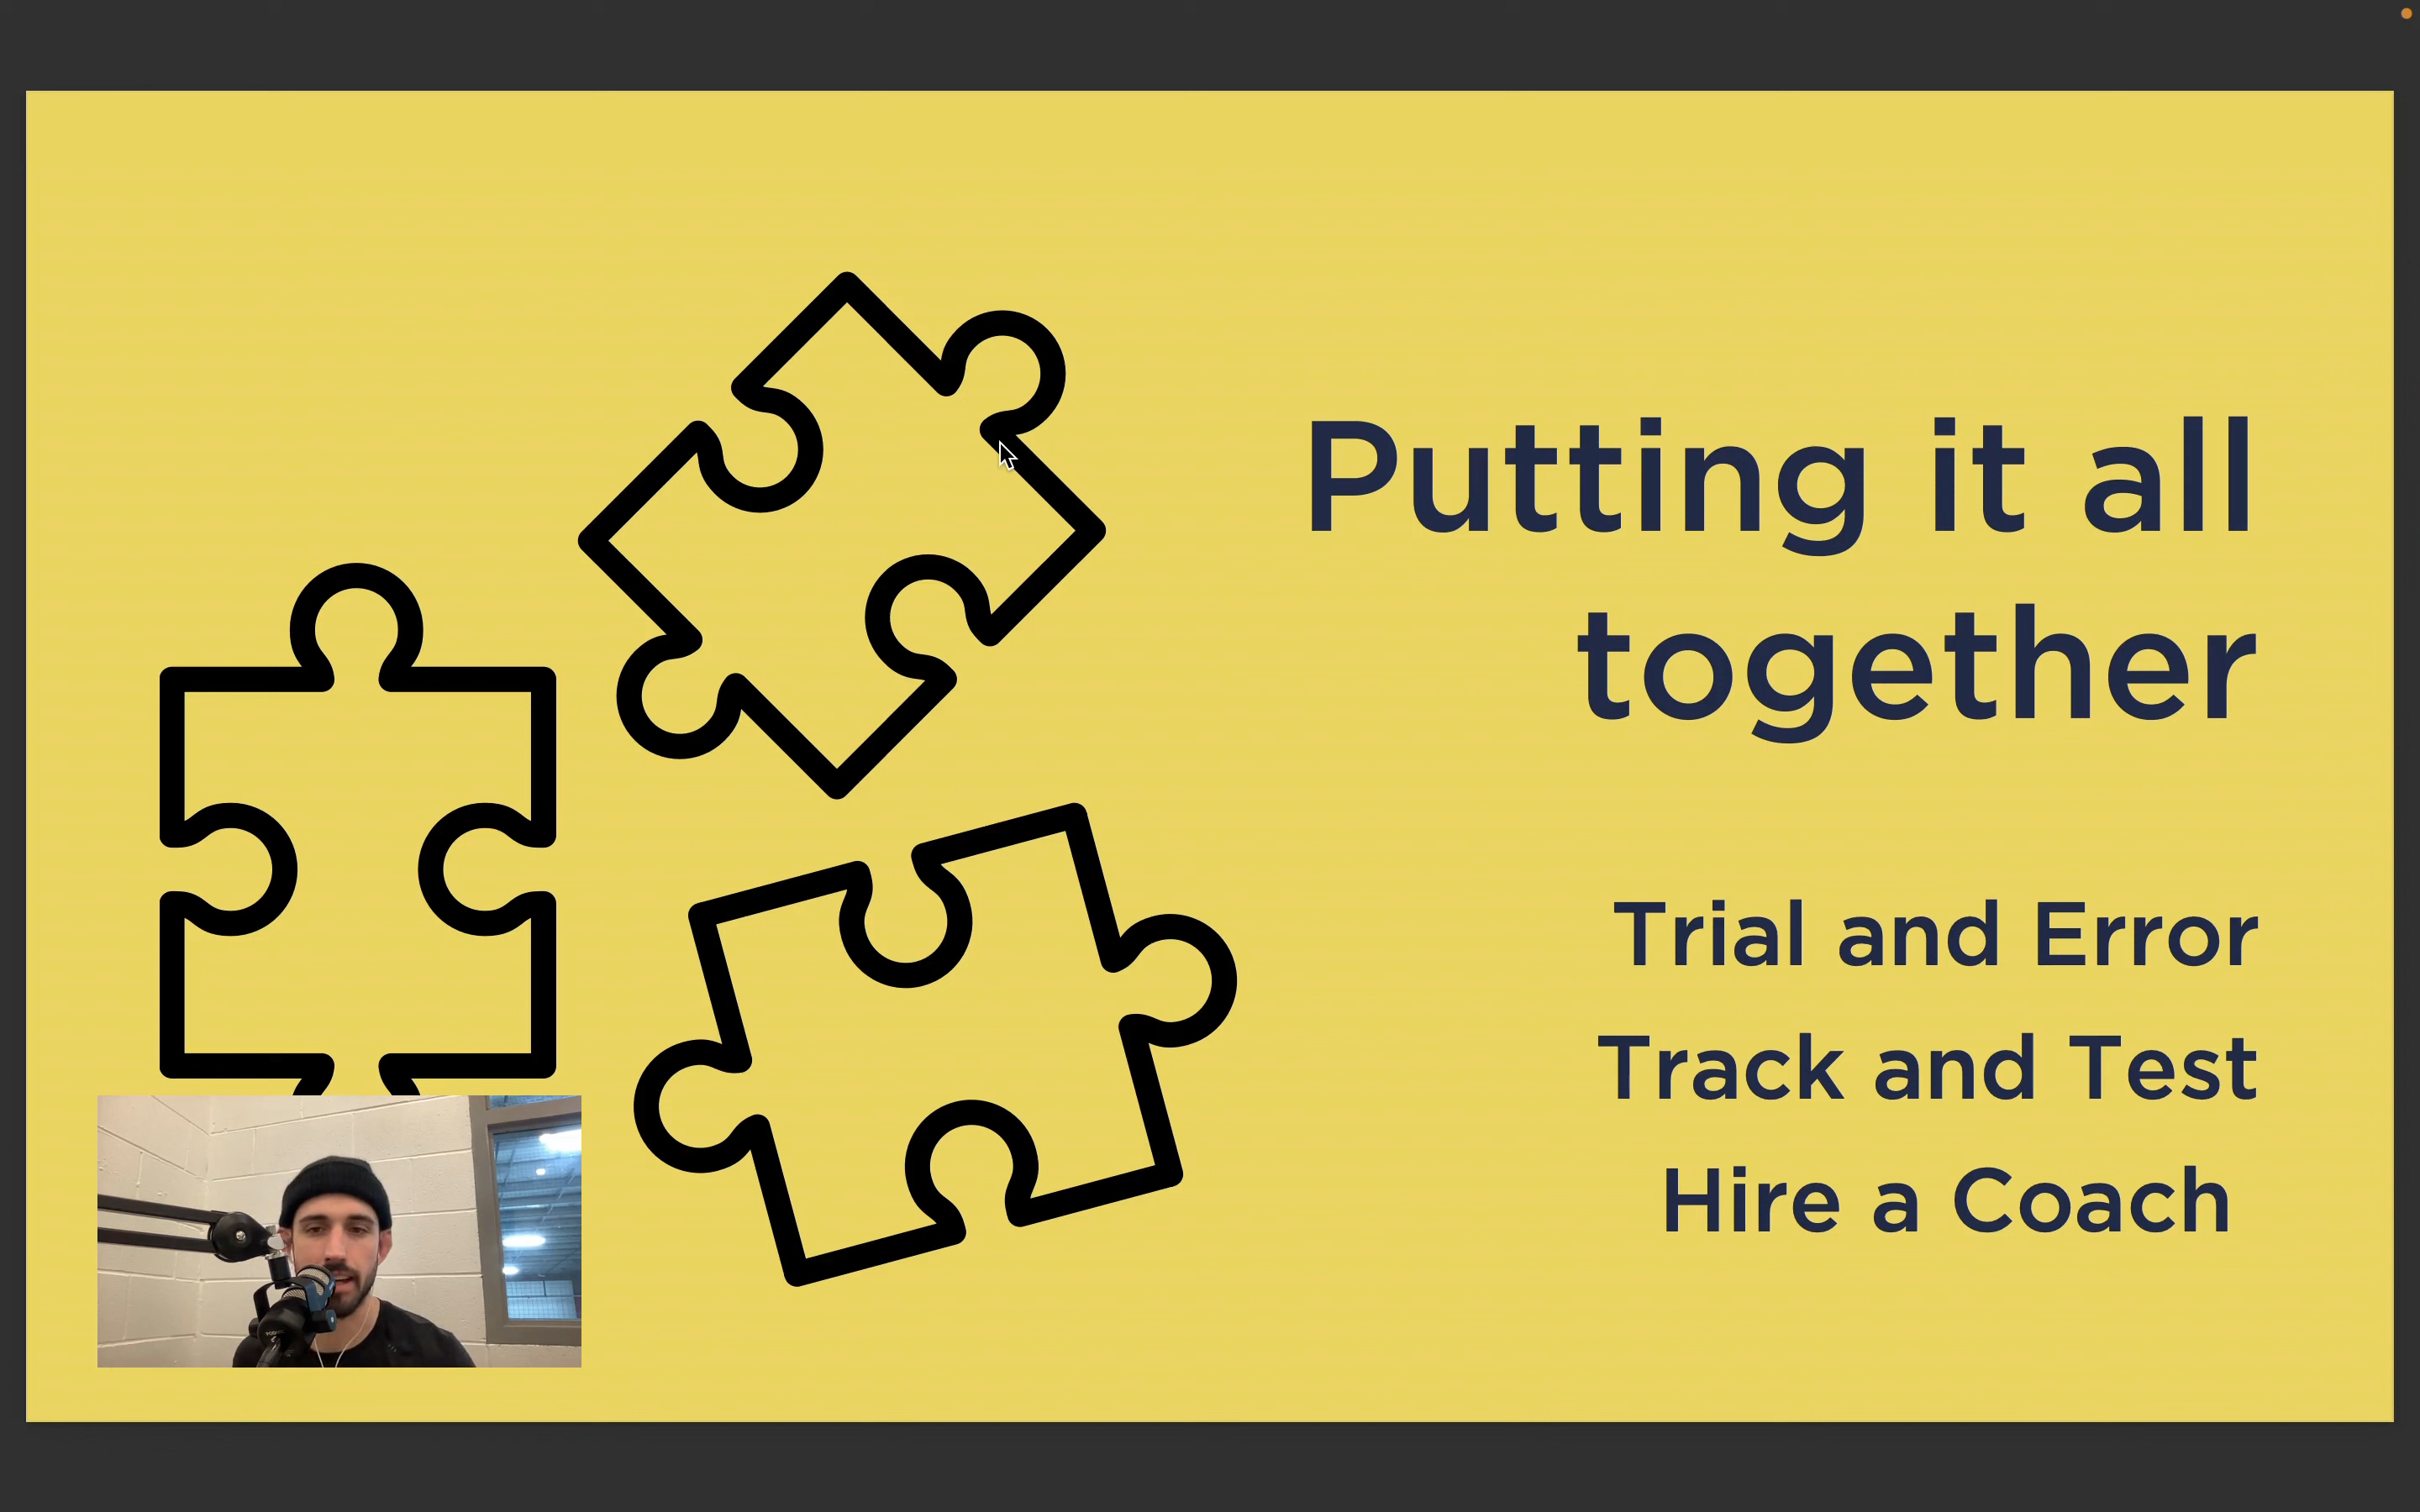 Putting it all
together
Trial and Error
Track and Test
Hire a Coach